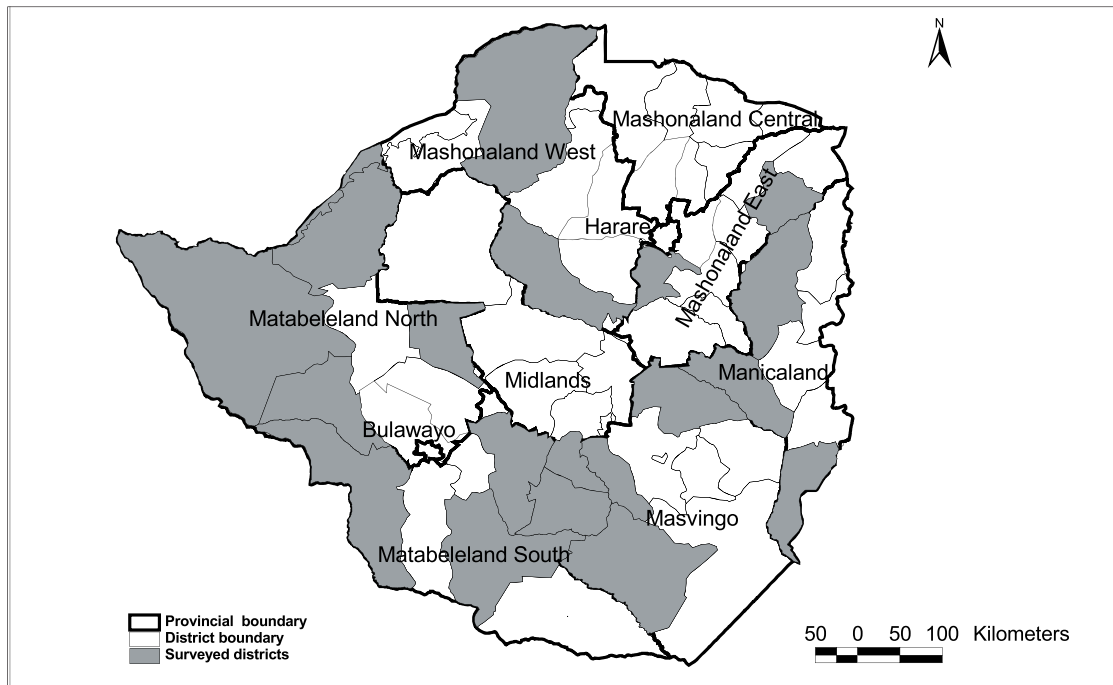 N
Mashonaland Central
Mashonaland West
Mashonaland East
Harare
Matabeleland North
Midlands
Manicaland
Bulawayo
Masvingo
Matabeleland South
Provincial boundary
District boundary
Surveyed districts
50 0 50 100 Kilometers